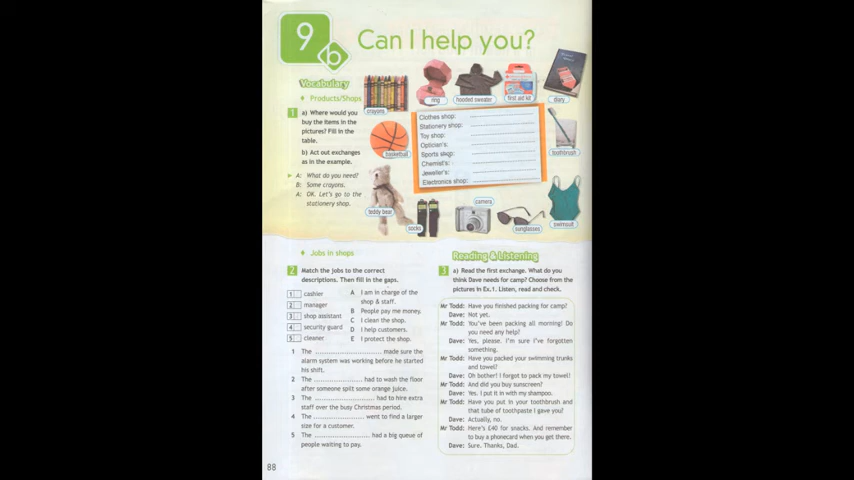 9
b
Can I help you?
Vocabulary
Products/Shops
1 a) Where would you
buy the items in the
pictures? Fill in the
table.
b) Act out exchanges
as in the example.
A: What do you need?
B: Some crayons.
A: OK. Let's go to the
stationery shop.
crayons
ring
hooded sweater
first aid kit
diary
basketball
toothbrush
teddy bear
socks
camera
sunglasses
swimsuit
Clothes shop:
Stationery shop:
Toy shop:
Optician's:
Sports shop:
Chemist's:
Jeweller's:
Electronics shop:
Jobs in shops
2 Match the jobs to the correct
descriptions. Then fill in the gaps.
1 cashier
2 manager
3 shop assistant
4 security guard
5 cleaner
A I am in charge of the
shop & staff.
B People pay me money.
C I clean the shop.
D I help customers.
E I protect the shop.
1 The ........................ made sure the
alarm system was working before he started
his shift.
2 The ................. had to wash the floor
after someone spilt some orange juice.
3 The ..................... had to hire extra
staff over the busy Christmas period.
4 The .................. went to find a larger
size for a customer.
5 The .................... had a big queue of
people waiting to pay.
Reading & Listening
3 a) Read the first exchange. What do you
think Dave needs for camp? Choose from the
pictures in Ex.1. Listen, read and check.
Mr Todd: Have you finished packing for camp?
Dave: Not yet.
Mr Todd: You've been packing all morning! Do
you need any help?
Dave: Yes, please. I'm sure I've forgotten
something.
Mr Todd: Have you packed your swimming trunks
and towel?
Dave: Oh bother! I forgot to pack my towel!
Mr Todd: And did you buy sunscreen?
Dave: Yes. I put it in with my shampoo.
Mr Todd: Have you put in your toothbrush and
that tube of toothpaste I gave you?
Dave: Actually, no.
Mr Todd: Here's £40 for snacks. And remember
to buy a phonecard when you get there.
Dave: Sure. Thanks, Dad.
88